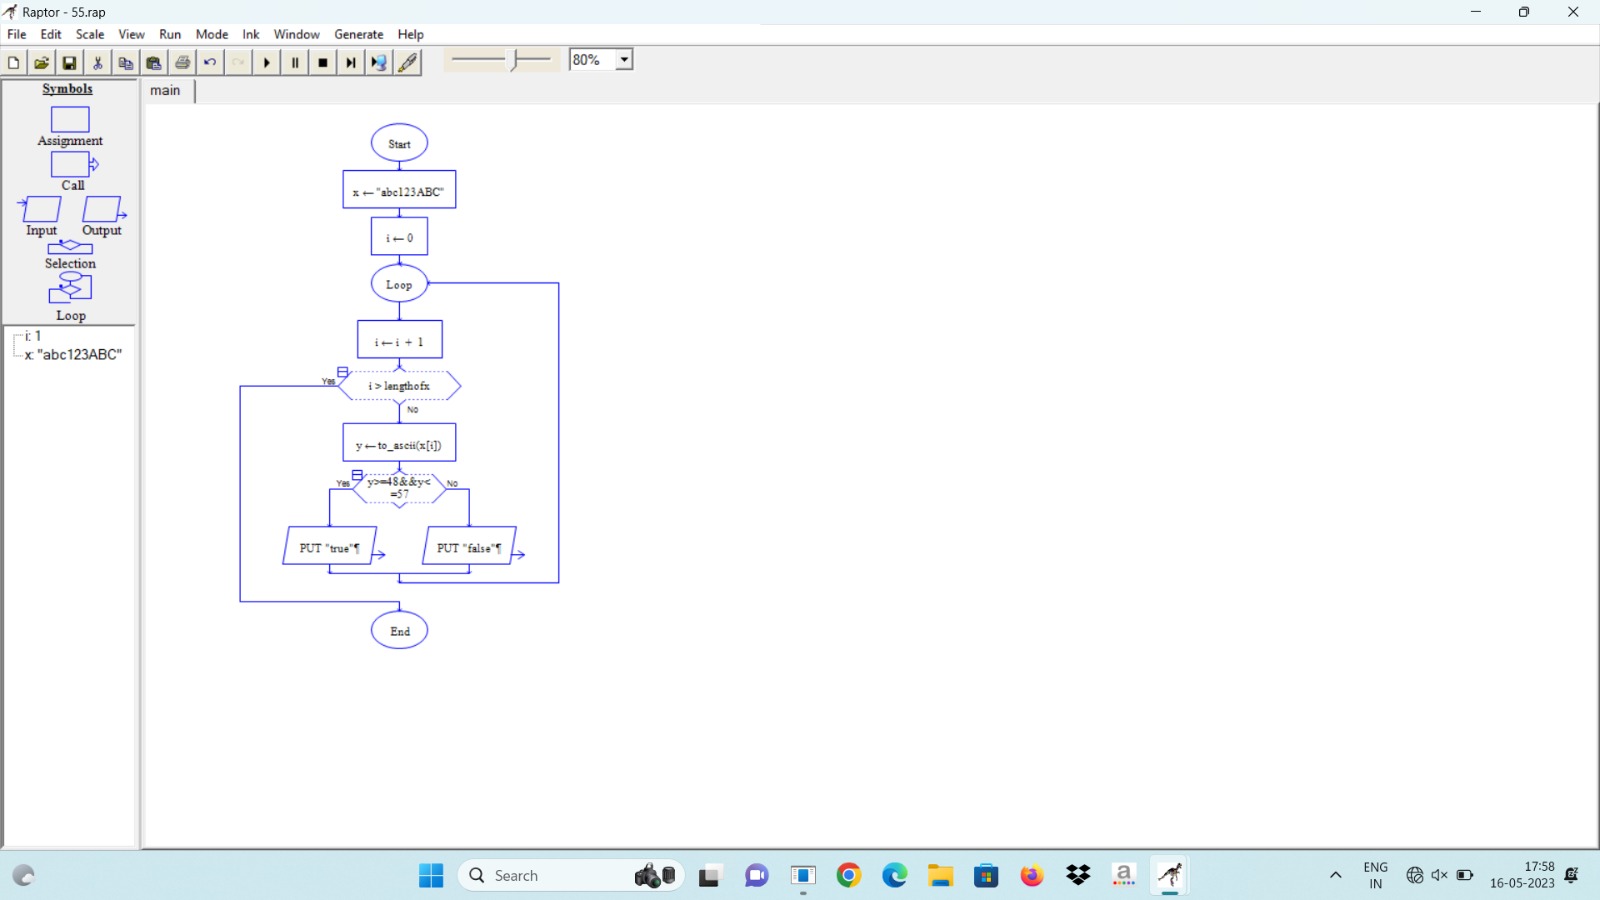 Raptor - 55.rap
File Edit Scale View Run Mode Ink Window Generate Help
80%
Symbols
Assignment
Call
Input Output
Selection
Loop
i: 1
x: "abc123ABC"
main
Start
x ← "abc123ABC"
i ← 0
Loop
i ← i + 1
Yes
i > lengthofx
No
y ← to_ascii(x[i])
Yes
y>=48&&y<
=57
No
PUT "true"¶
PUT "false"¶
End
Search
a
ENG
IN
17:58
16-05-2023